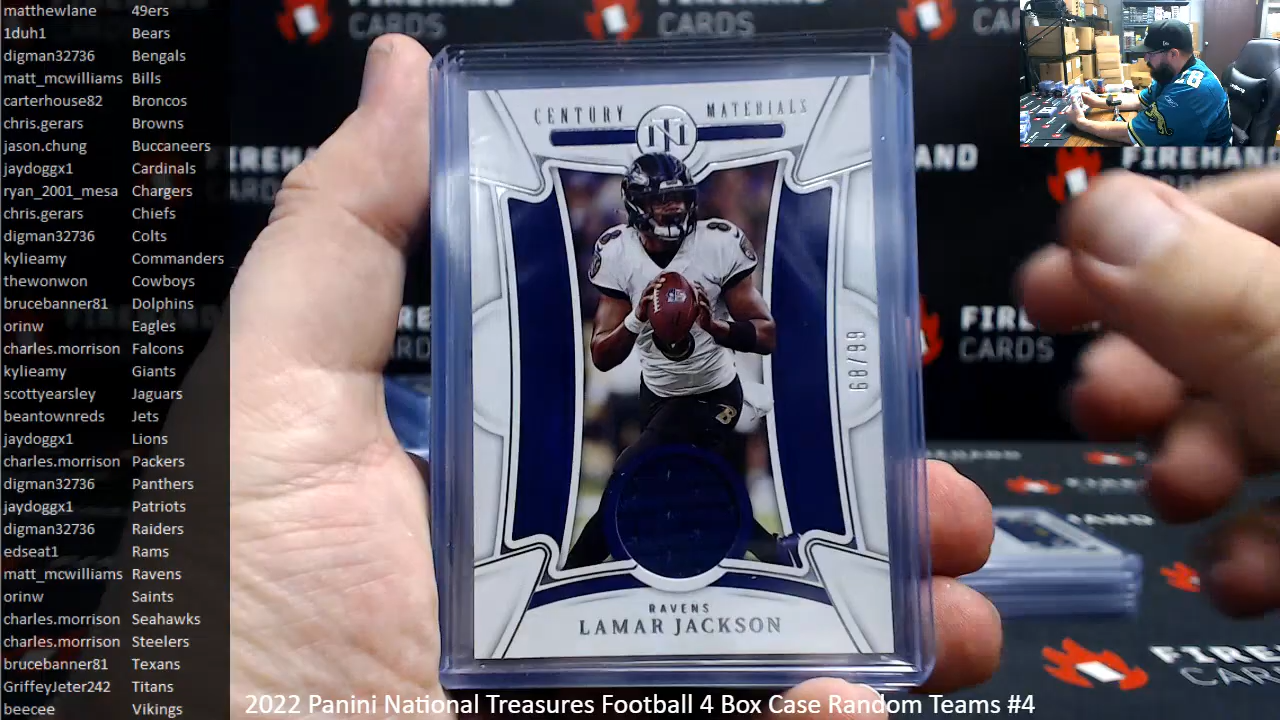 matthewlane 49ers
1duh1 Bears
digman32736 Bengals
matt_mcwilliams Bills
carterhouse82 Broncos
chris.gerars Browns
jason.chung Buccaneers
jaydoggx1 Cardinals
ryan_2001_mesa Chargers
chris.gerars Chiefs
digman32736 Colts
kylieamy Commanders
thewonwon Cowboys
brucebanner81 Dolphins
orinw Eagles
charles.morrison Falcons
kylieamy Giants
scottyearsley Jaguars
beantownreds Jets
jaydoggx1 Lions
charles.morrison Packers
digman32736 Panthers
jaydoggx1 Patriots
digman32736 Raiders
edseat1 Rams
matt_mcwilliams Ravens
orinw Saints
charles.morrison Seahawks
charles.morrison Steelers
brucebanner81 Texans
GriffeyJeter242 Titans
beecee Vikings
CENTURY MATERIALS
NT
8 8
B
68/99
RAVENS
LAMAR JACKSON
FIREHAND
CARDS
28
2022 Panini National Treasures Football 4 Box Case Random Teams #4